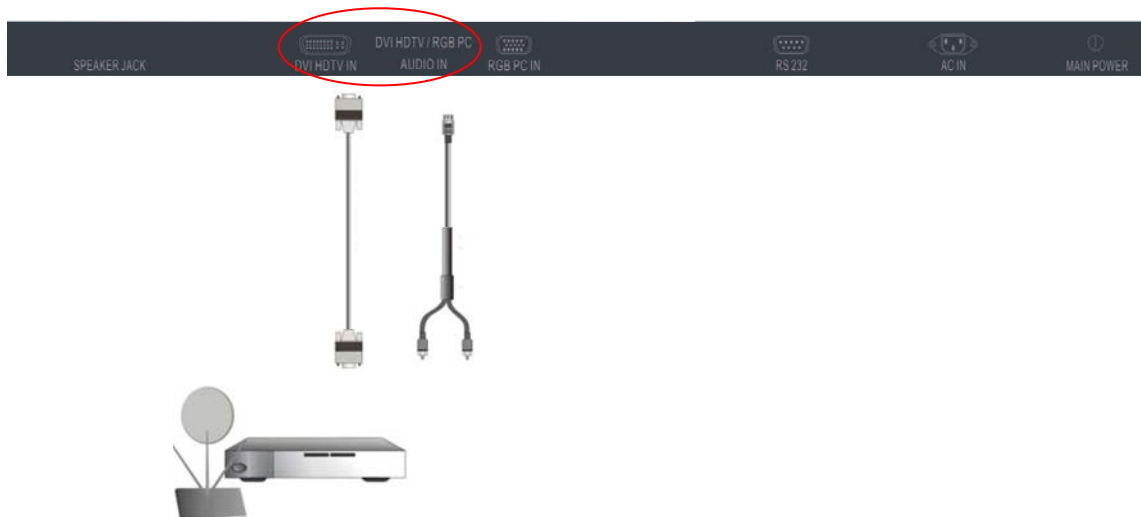 DVI HDTV / RGB PC
SPEAKER JACK
DVI HDTV IN
AUDIO IN
RGB PC IN
RS 232
AC IN
MAIN POWER